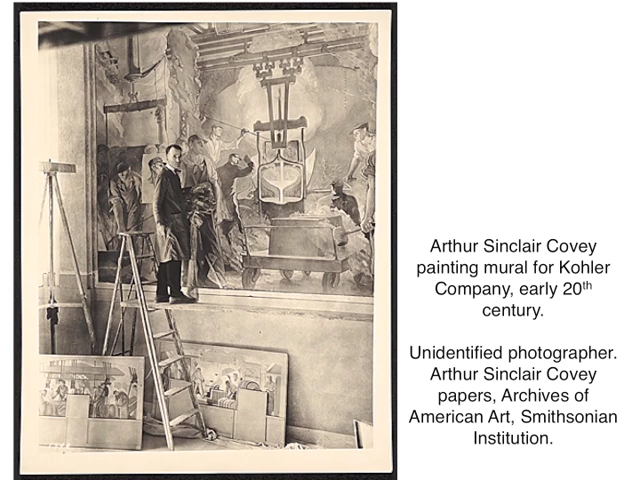 Arthur Sinclair Covey
painting mural for Kohler
Company, early 20th
century.
Unidentified photographer.
Arthur Sinclair Covey
papers, Archives of
American Art, Smithsonian
Institution.